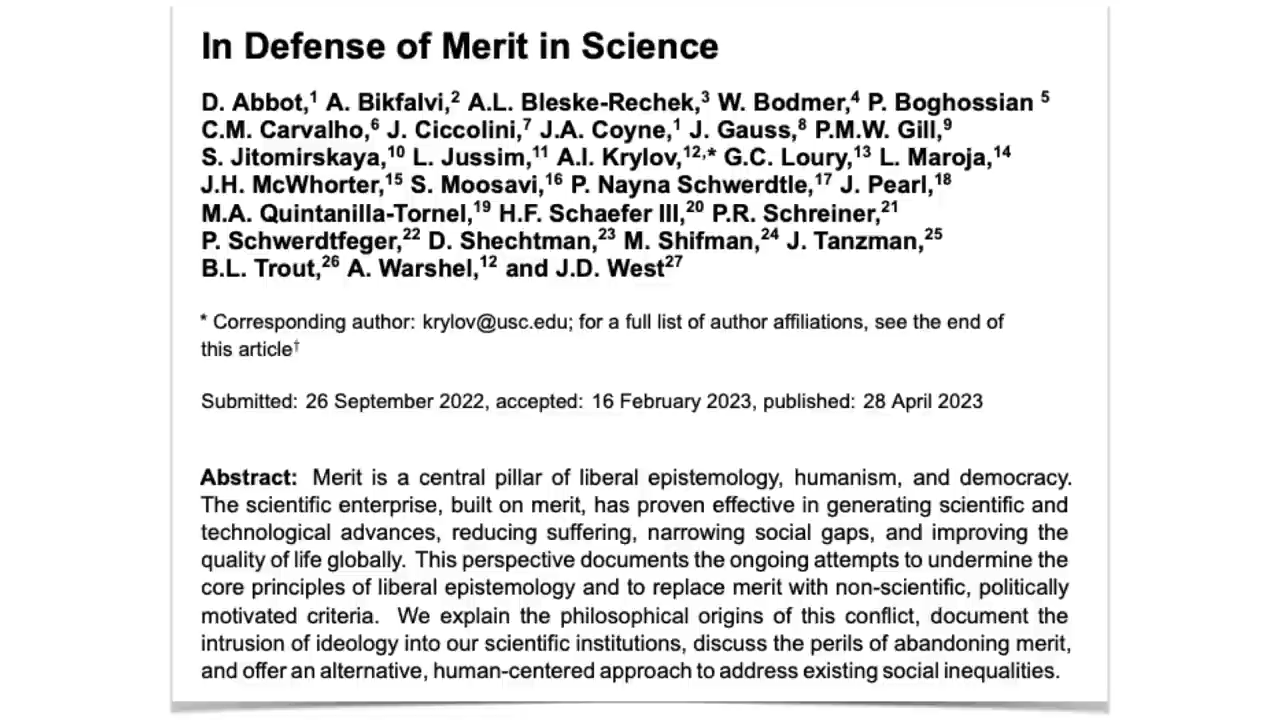 In Defense of Merit in Science
D. Abbot,1 A. Bikfalvi,2 A.L. Bleske-Rechek,3 W. Bodmer,4 P. Boghossian 5
C.M. Carvalho,6 J. Ciccolini,7 J.A. Coyne,1 J. Gauss,8 P.M.W. Gill,9
S. Jitomirskaya,10 L. Jussim,11 A.I. Krylov,12,* G.C. Loury,13 L. Maroja,14
J.H. McWhorter,15 S. Moosavi,16 P. Nayna Schwerdtle,17 J. Pearl,18
M.A. Quintanilla-Tornel,19 H.F. Schaefer III,20 P.R. Schreiner,21
P. Schwerdtfeger,22 D. Shechtman,23 M. Shifman,24 J. Tanzman,25
B.L. Trout,26 A. Warshel,12 and J.D. West27
* Corresponding author: krylov@usc.edu; for a full list of author affiliations, see the end of
this article†
Submitted: 26 September 2022, accepted: 16 February 2023, published: 28 April 2023
Abstract: Merit is a central pillar of liberal epistemology, humanism, and democracy.
The scientific enterprise, built on merit, has proven effective in generating scientific and
technological advances, reducing suffering, narrowing social gaps, and improving the
quality of life globally. This perspective documents the ongoing attempts to undermine the
core principles of liberal epistemology and to replace merit with non-scientific, politically
motivated criteria. We explain the philosophical origins of this conflict, document the
intrusion of ideology into our scientific institutions, discuss the perils of abandoning merit,
and offer an alternative, human-centered approach to address existing social inequalities.